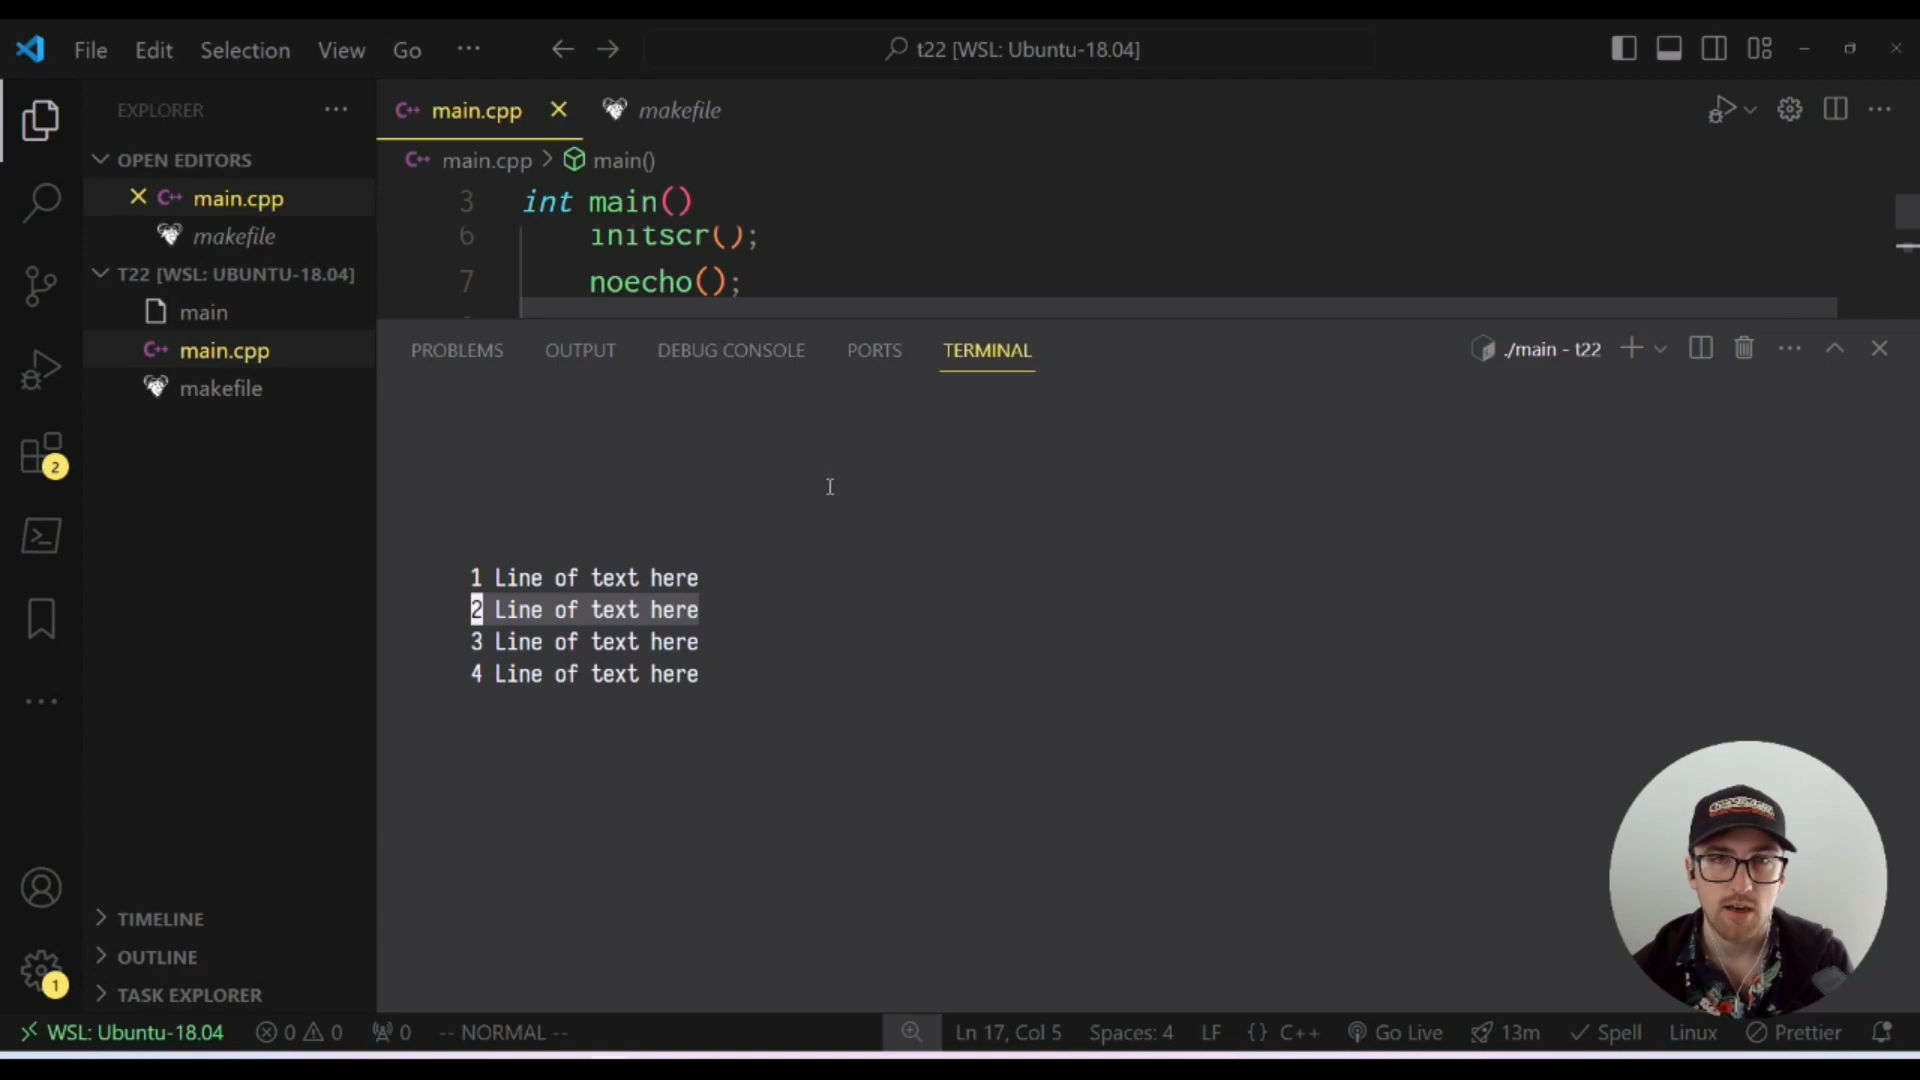 File Edit Selection View Go ··· t22 [WSL: Ubuntu-18.04]
EXPLORER ···
OPEN EDITORS
main.cpp
makefile
T22 [WSL: UBUNTU-18.04]
main
main.cpp
makefile
TIMELINE
OUTLINE
TASK EXPLORER
2
1
C++ main.cpp makefile
C++ main.cpp > main()
3 int main()
6 initscr();
7 noecho();
PROBLEMS OUTPUT DEBUG CONSOLE PORTS TERMINAL ./main - t22
1 Line of text here
2 Line of text here
3 Line of text here
4 Line of text here
WSL: Ubuntu-18.04 0 0 0 -- NORMAL -- Ln 17, Col 5 Spaces: 4 LF {} C++ Go Live 13m Spell Linux Prettier